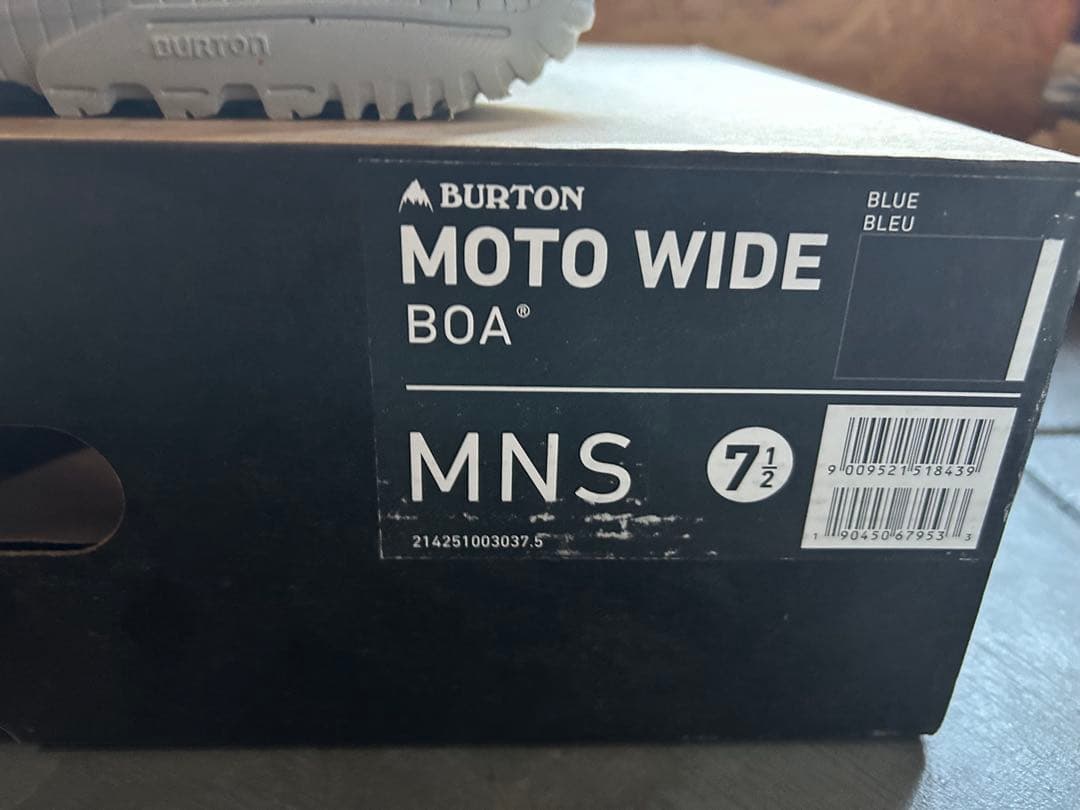 BURTON
BURTON
MOTO WIDE
BOA®
BLUE
BLEU
MNS
7 1/2
214251003037.5
9 009521 518439
1 90450 67953 3